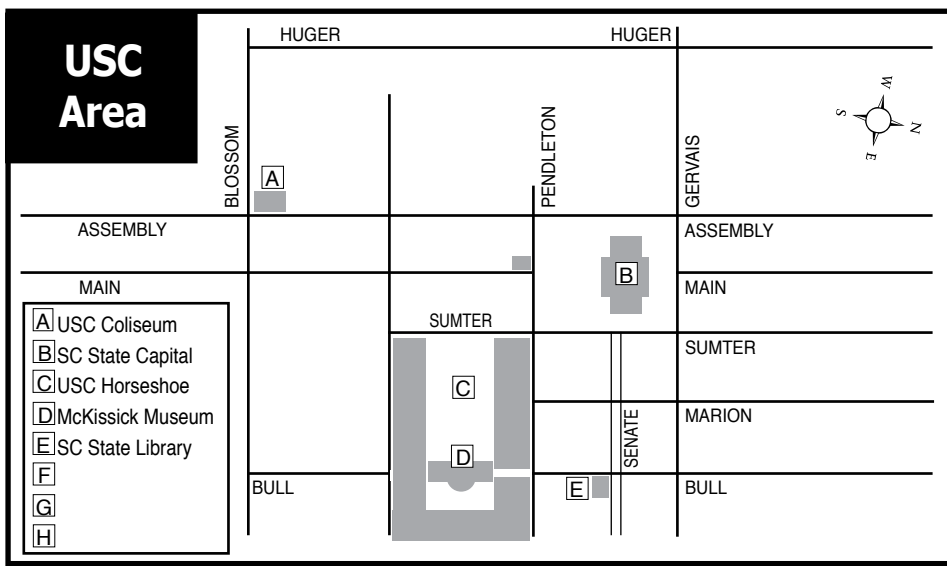 USC
Area
HUGER
HUGER
BLOSSOM
PENDLETON
GERVAIS
W
S
N
E
A
ASSEMBLY
ASSEMBLY
B
MAIN
MAIN
SUMTER
SUMTER
C
MARION
SENATE
D
BULL
BULL
E
A USC Coliseum
B SC State Capital
C USC Horseshoe
D McKissick Museum
E SC State Library
F
G
H